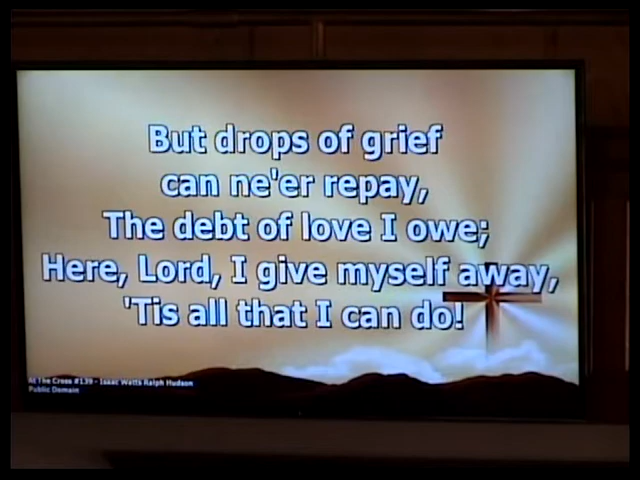 But drops of grief
can ne'er repay,
The debt of love I owe;
Here, Lord, I give myself away,
'Tis all that I can do!
At The Cross #139 - Isaac Watts Ralph Hudson
Public Domain